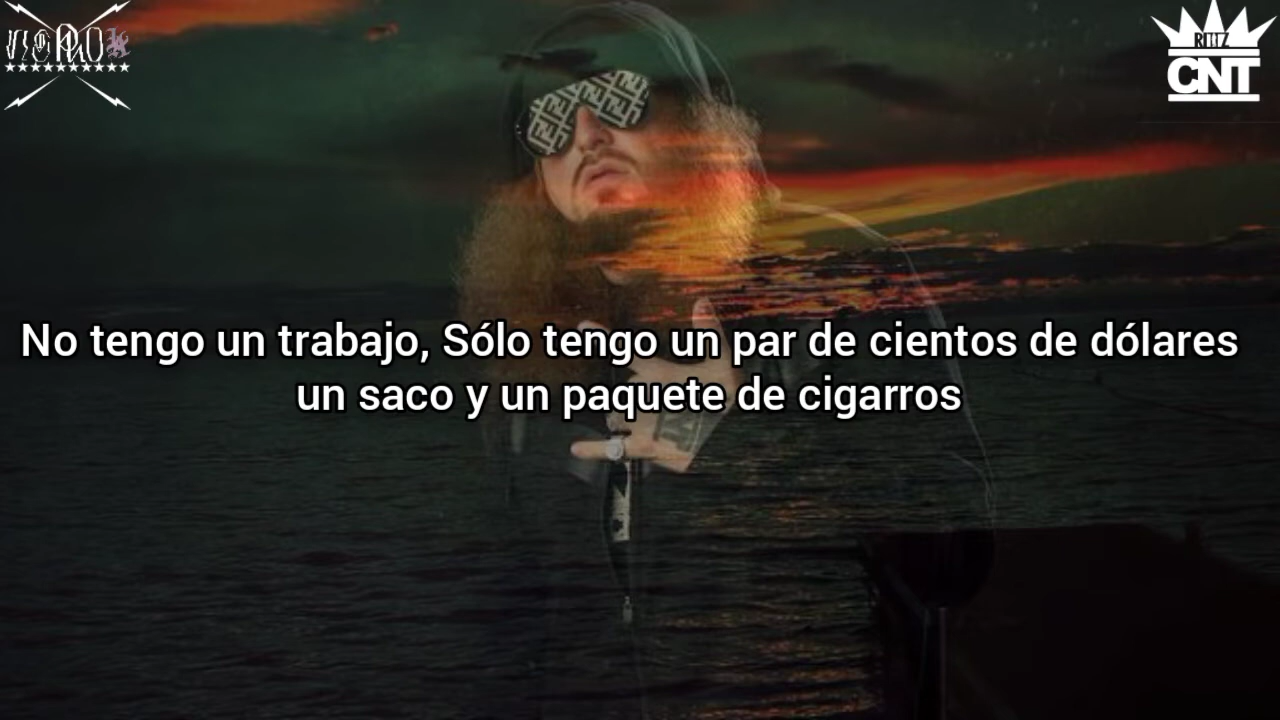 RITTZ
CNT
No tengo un trabajo, Sólo tengo un par de cientos de dólares
un saco y un paquete de cigarros